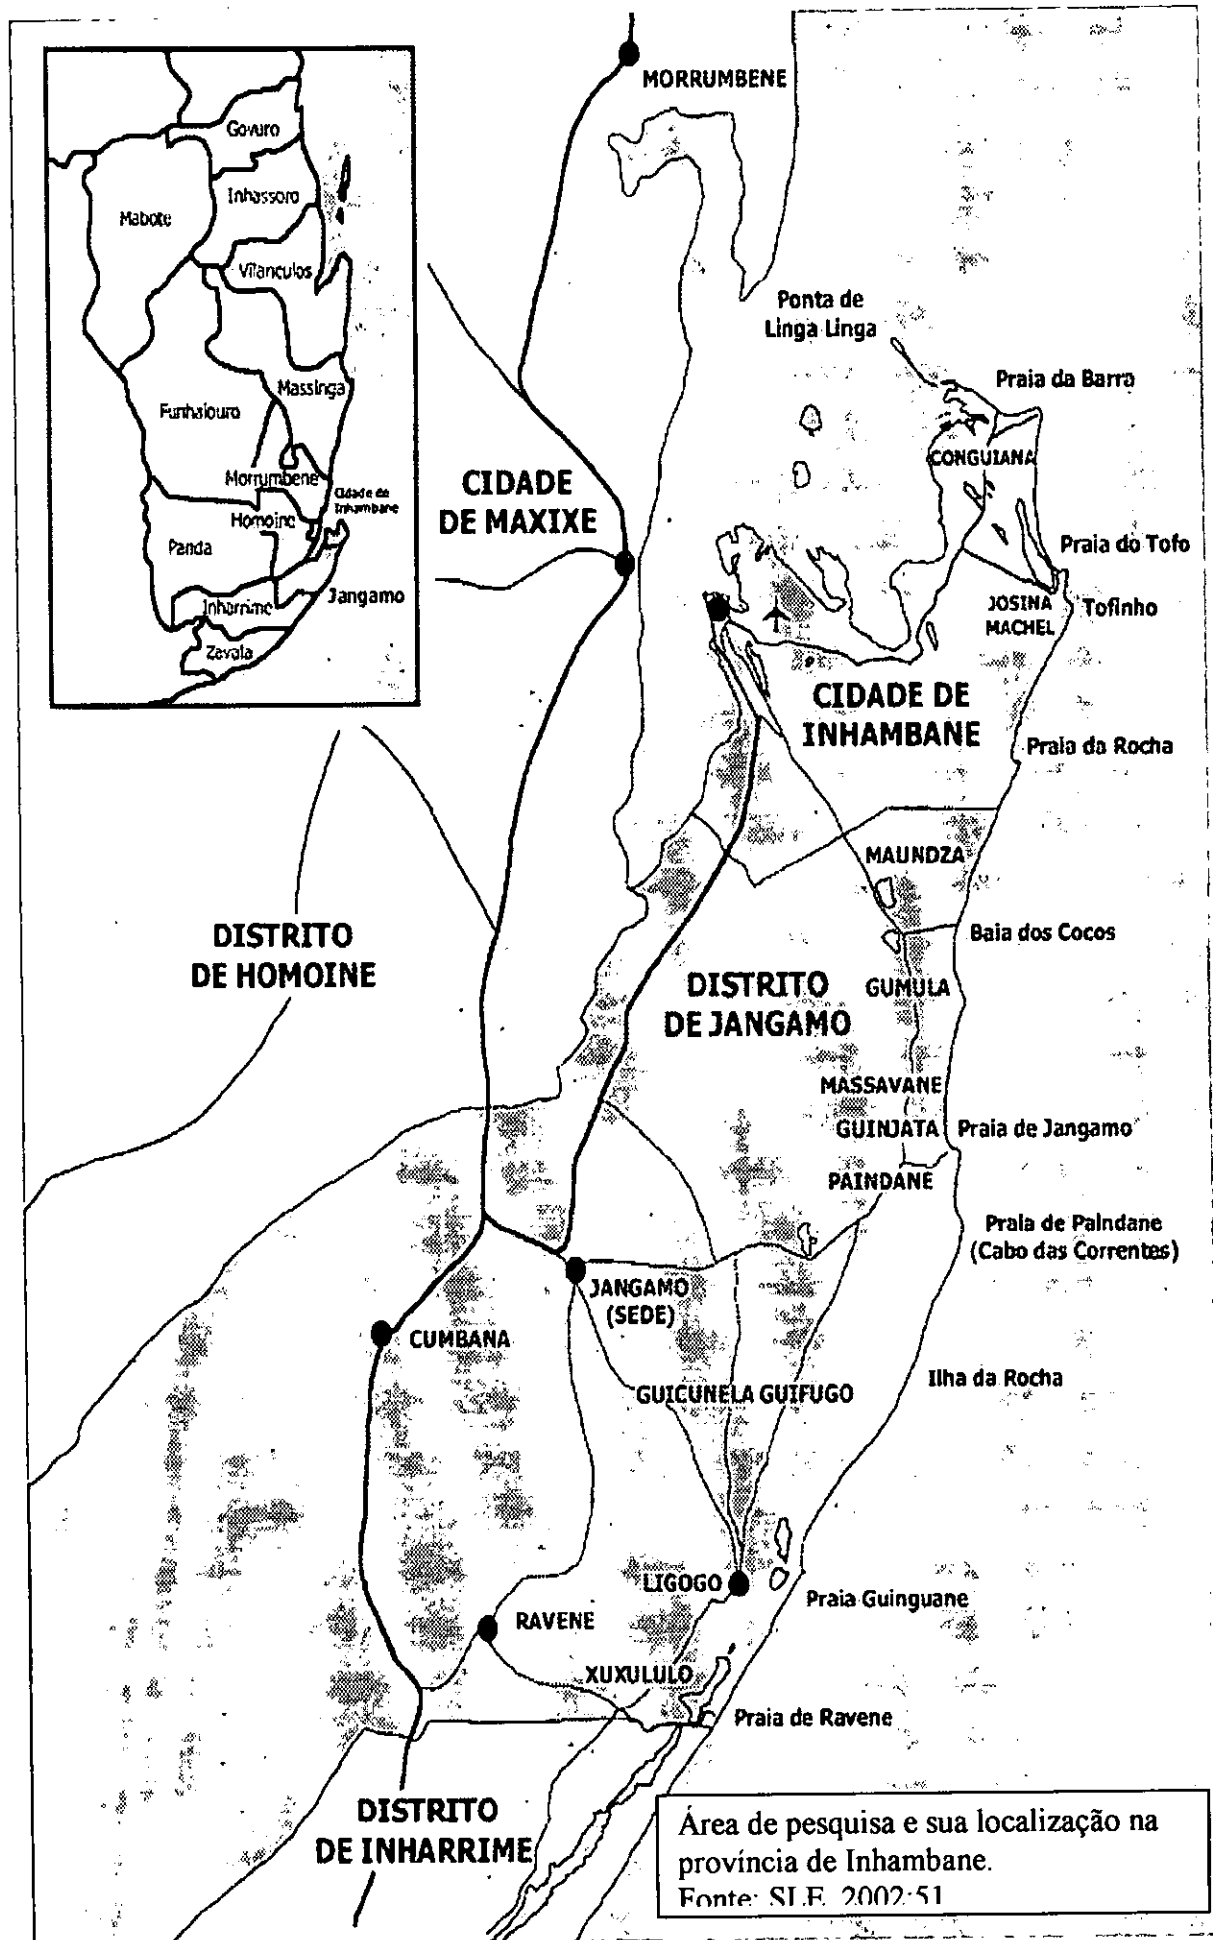 MORRUMBENE
Govuro
Inhassoro
Mabote
Vilanculos
Massinga
Funhalouro
Morrumbene
Cidade de
Inhambane
Homoine
Panda
Jangamo
Inharrime
Zavala
Ponta de
Linga Linga
Praia da Barra
CONGUIANA
CIDADE
DE MAXIXE
Praia do Tofo
JOSINA
MACHEL
Tofinho
CIDADE DE
INHAMBANE
Praia da Rocha
MAUNDZA
DISTRITO
DE HOMOINE
Baia dos Cocos
DISTRITO
DE JANGAMO
GUMULA
MASSAVANE
GUINJATA
Praia de Jangamo
PAINDANE
Praia de Paindane
(Cabo das Correntes)
JANGAMO
(SEDE)
CUMBANA
Ilha da Rocha
GUICUNELA GUIFUGO
LIGOGO
Praia Guinguane
RAVENE
XUXULULO
Praia de Ravene
DISTRITO
DE INHARRIME
Área de pesquisa e sua localização na
província de Inhambane.
Fonte: SLE, 2002:51